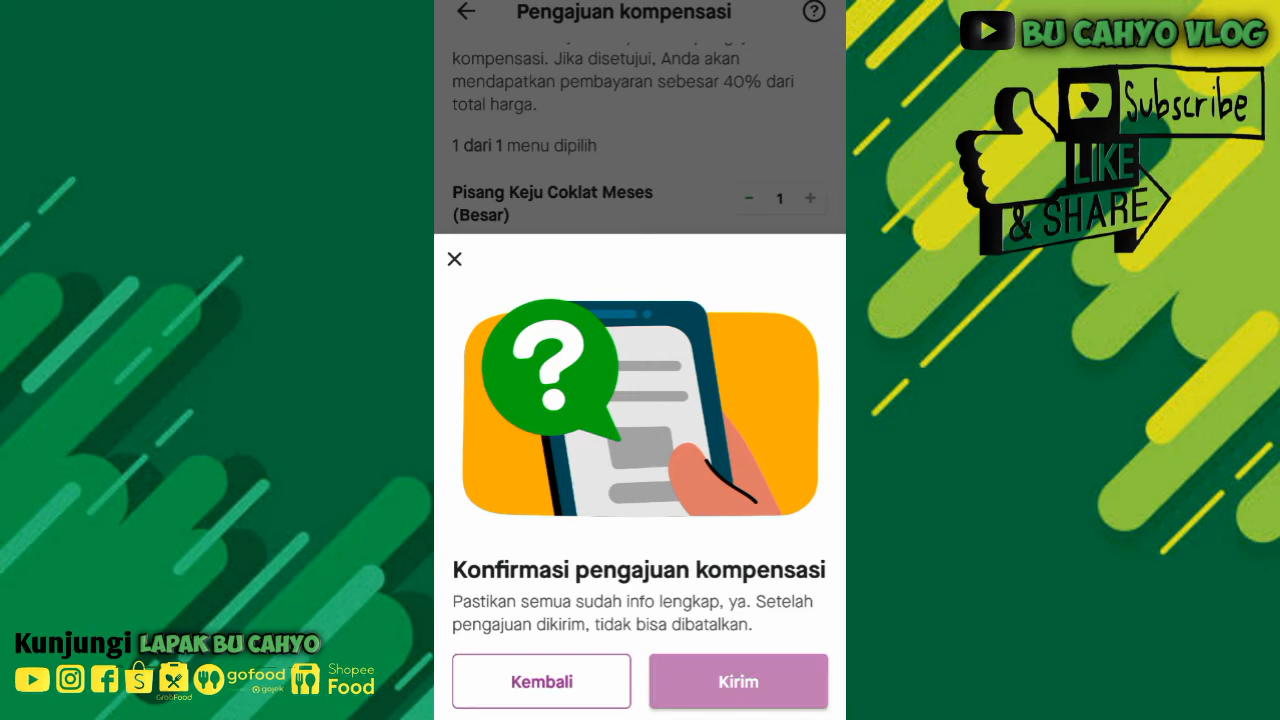 Pengajuan kompensasi
kompensasi. Jika disetujui, Anda akan
mendapatkan pembayaran sebesar 40% dari
total harga.
1 dari 1 menu dipilih
Pisang Keju Coklat Meses
(Besar)
- 1 +
Konfirmasi pengajuan kompensasi
Pastikan semua sudah info lengkap, ya. Setelah
pengajuan dikirim, tidak bisa dibatalkan.
Kembali
Kirim
BU CAHYO VLOG
Subscribe
LIKE
& SHARE
Kunjungi LAPAK BU CAHYO
GrabFood
gofood
gojek
Shopee
Food